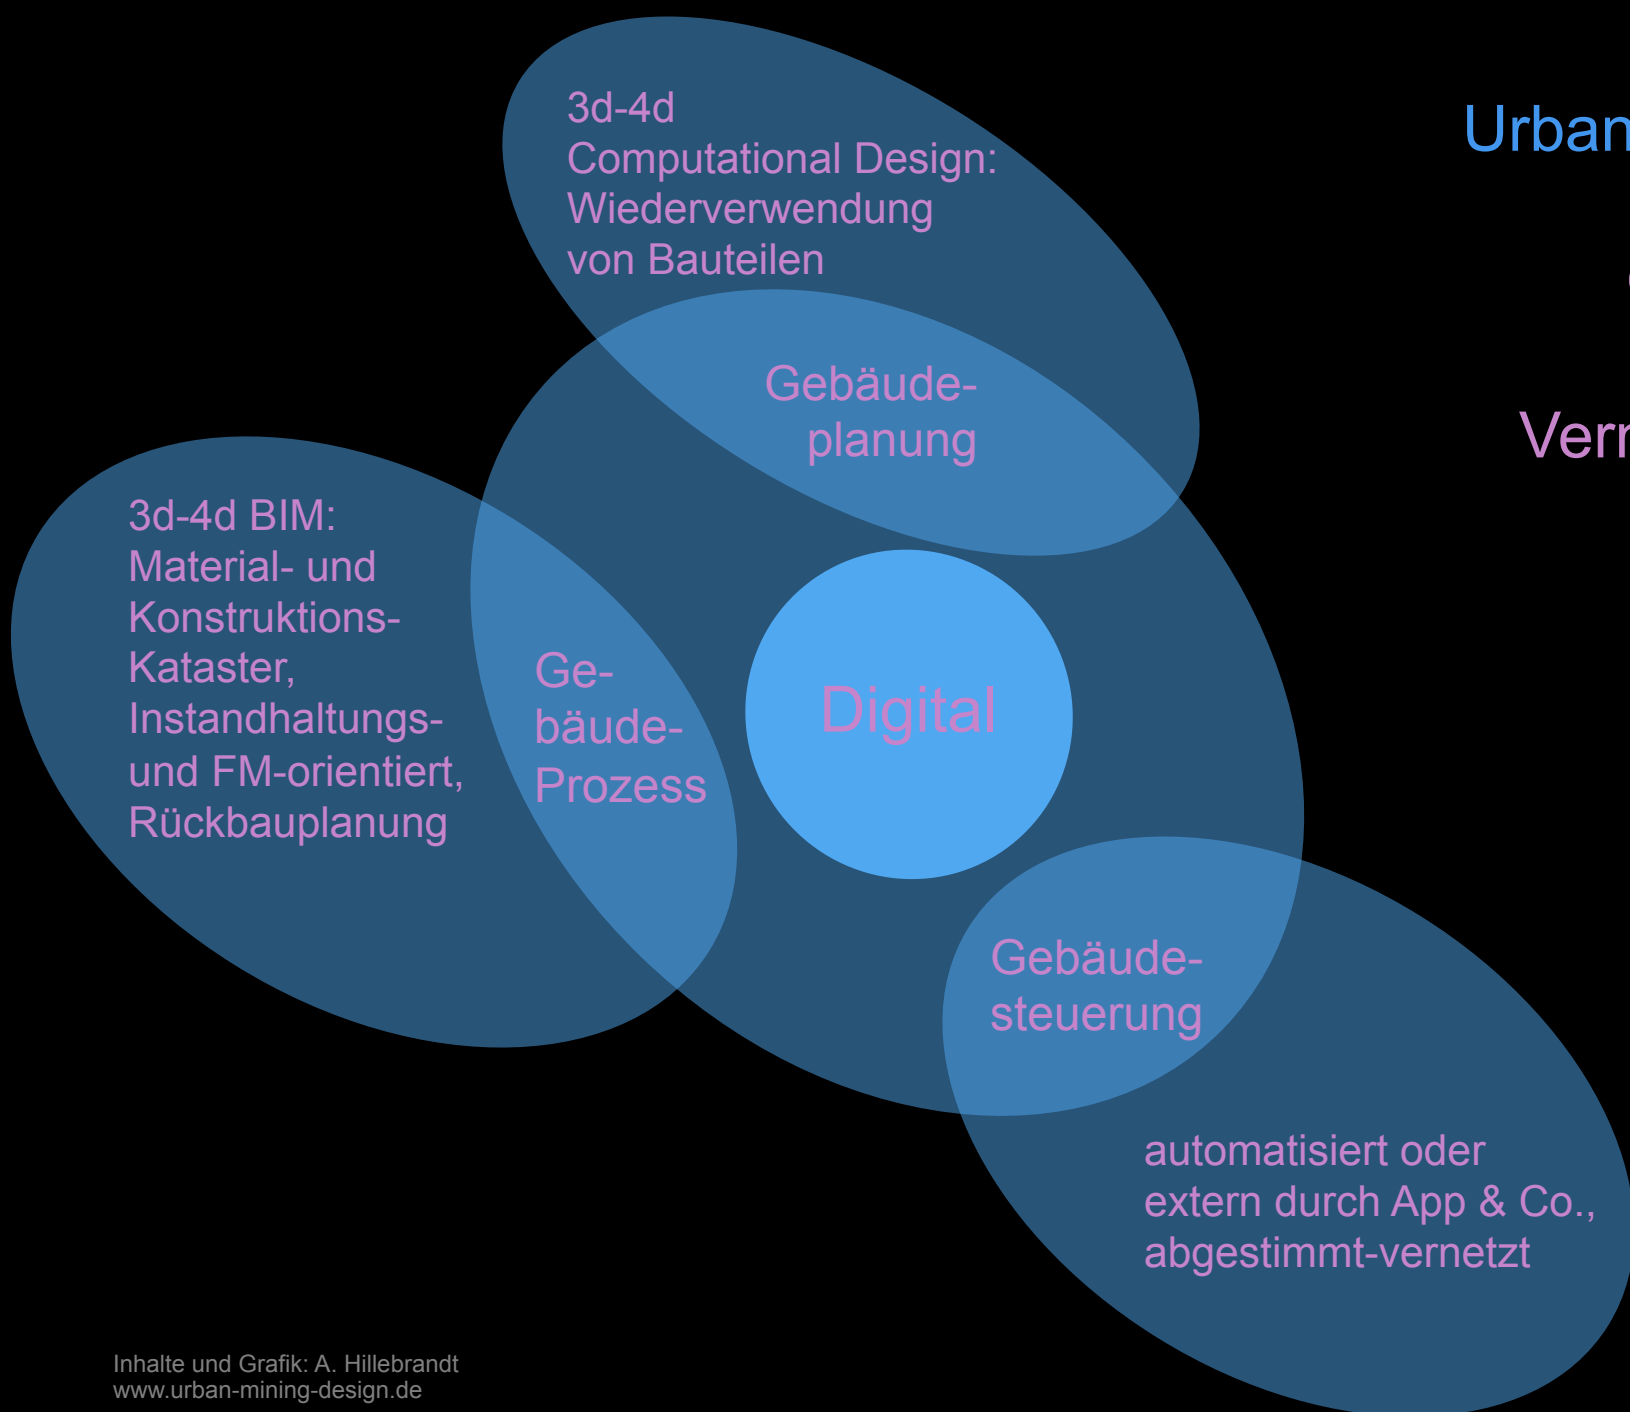 3d-4d
Computational Design:
Wiederverwendung
von Bauteilen
Urban
Gebäude-
planung
3d-4d BIM:
Material- und
Konstruktions-
Kataster,
Instandhaltungs-
und FM-orientiert,
Rückbauplanung
Ge-
bäude-
Prozess
Digital
Gebäude-
steuerung
automatisiert oder
extern durch App & Co.,
abgestimmt-vernetzt
Inhalte und Grafik: A. Hillebrandt
www.urban-mining-design.de